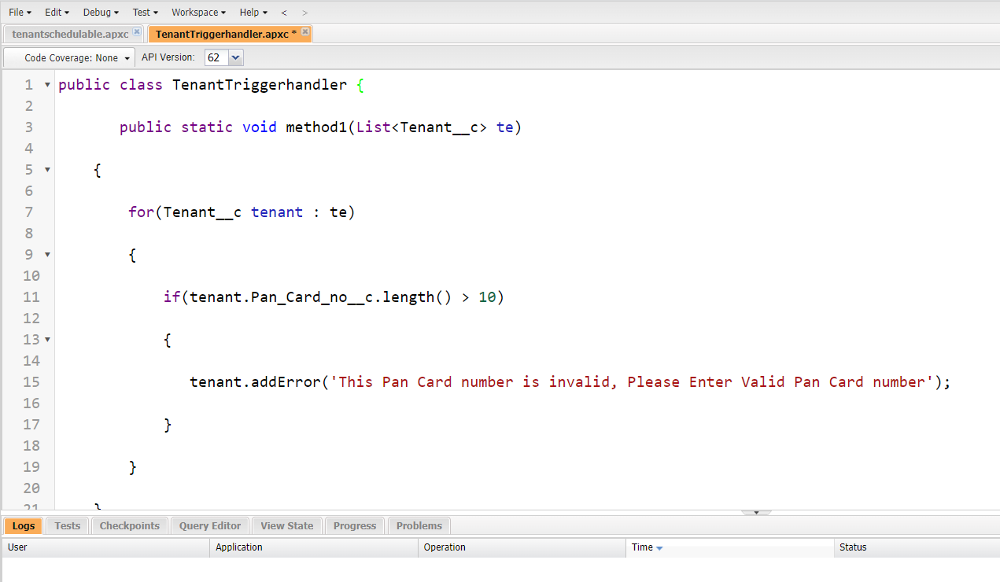 File Edit Debug Test Workspace Help < >
tenantschedulable.apxc TenantTriggerhandler.apxc *
Code Coverage: None API Version: 62
1 public class TenantTriggerhandler {
2
3 public static void method1(List<Tenant__c> te)
4
5 {
6
7 for(Tenant__c tenant : te)
8
9 {
10
11 if(tenant.Pan_Card_no__c.length() > 10)
12
13 {
14
15 tenant.addError('This Pan Card number is invalid, Please Enter Valid Pan Card number');
16
17 }
18
19 }
20
21 }
Logs Tests Checkpoints Query Editor View State Progress Problems
User Application Operation Time Status